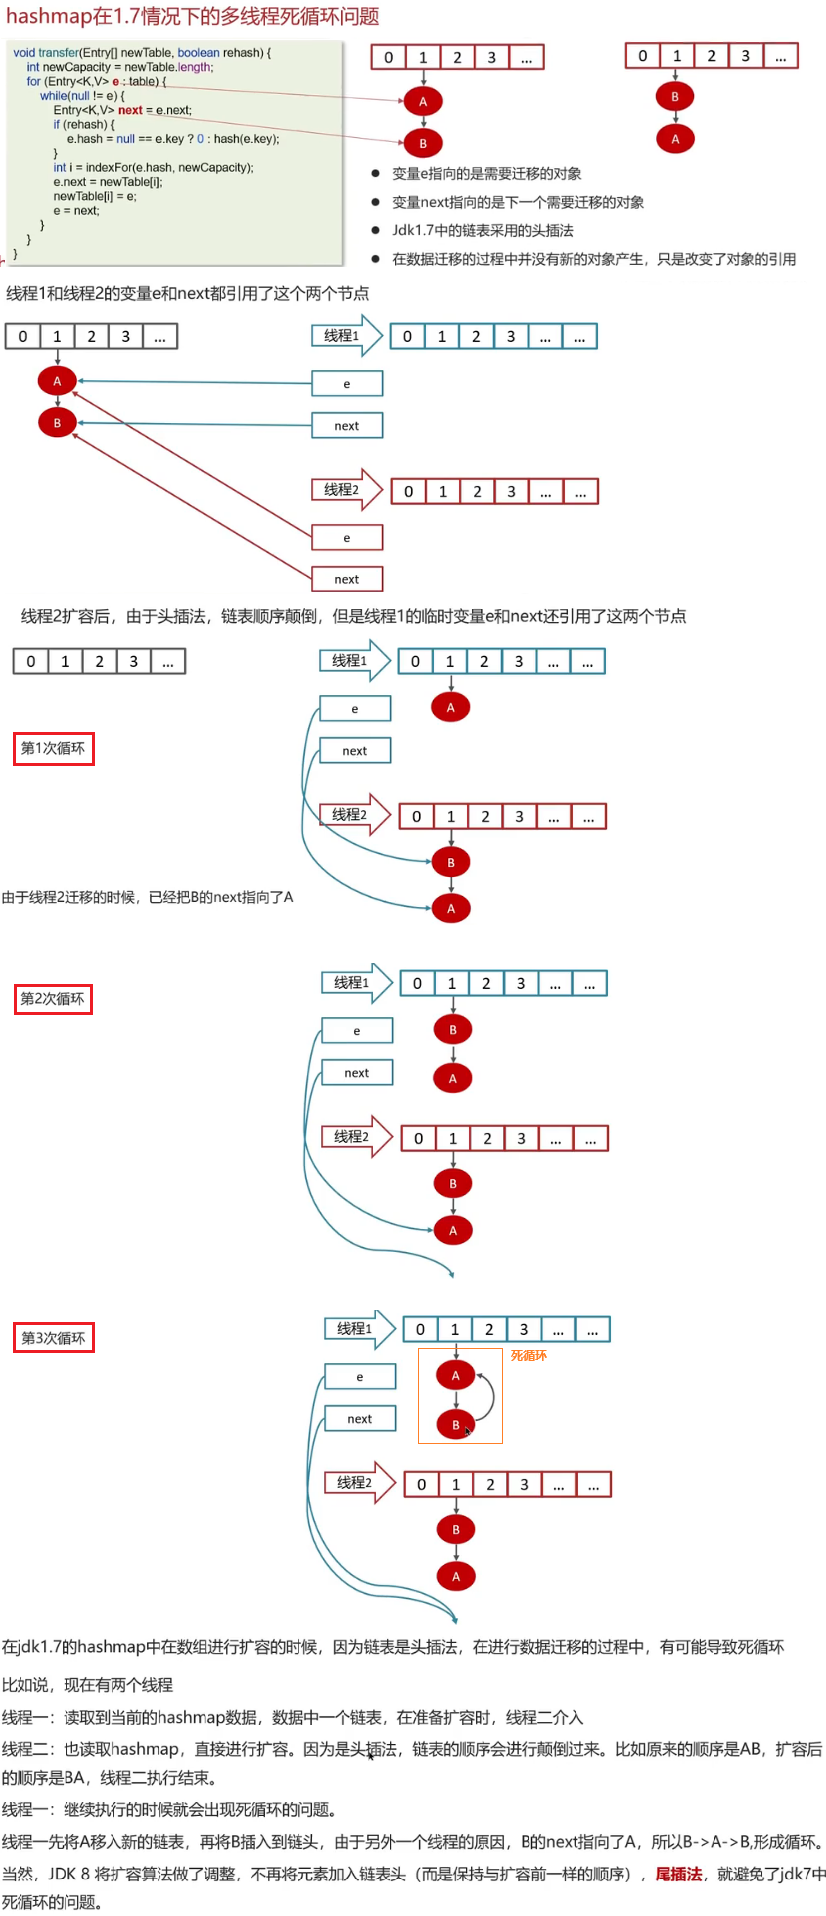 hashmap在1.7情况下的多线程死循环问题
void transfer(Entry[] newTable, boolean rehash) {
int newCapacity = newTable.length;
for (Entry<K,V> e : table) {
while(null != e) {
Entry<K,V> next = e.next;
if (rehash) {
e.hash = null == e.key ? 0 : hash(e.key);
}
int i = indexFor(e.hash, newCapacity);
e.next = newTable[i];
newTable[i] = e;
e = next;
}
}
}
0 1 2 3 ...
A
B
0 1 2 3 ...
B
A
变量e指向的是需要迁移的对象
变量next指向的是下一个需要迁移的对象
Jdk1.7中的链表采用的头插法
在数据迁移的过程中并没有新的对象产生，只是改变了对象的引用
线程1和线程2的变量e和next都引用了这个两个节点
0 1 2 3 ...
A
B
线程1
0 1 2 3 ... ...
e
next
线程2
0 1 2 3 ... ...
e
next
线程2扩容后，由于头插法，链表顺序颠倒，但是线程1的临时变量e和next还引用了这两个节点
0 1 2 3 ...
线程1
0 1 2 3 ... ...
e
A
第1次循环
next
线程2
0 1 2 3 ... ...
B
由于线程2迁移的时候，已经把B的next指向了A
A
线程1
0 1 2 3 ... ...
第2次循环
e
B
next
A
线程2
0 1 2 3 ... ...
B
A
第3次循环
线程1
0 1 2 3 ... ...
死循环
e
A
next
B
线程2
0 1 2 3 ... ...
B
A
在jdk1.7的hashmap中在数组进行扩容的时候，因为链表是头插法，在进行数据迁移的过程中，有可能导致死循环
比如说，现在有两个线程
线程一：读取到当前的hashmap数据，数据中一个链表，在准备扩容时，线程二介入
线程二：也读取hashmap，直接进行扩容。因为是头插法，链表的顺序会进行颠倒过来。比如原来的顺序是AB，扩容后
的顺序是BA，线程二执行结束。
线程一：继续执行的时候就会出现死循环的问题。
线程一先将A移入新的链表，再将B插入到链头，由于另外一个线程的原因，B的next指向了A，所以B->A->B,形成循环。
当然，JDK 8 将扩容算法做了调整，不再将元素加入链表头（而是保持与扩容前一样的顺序），尾插法，就避免了jdk7中
死循环的问题。